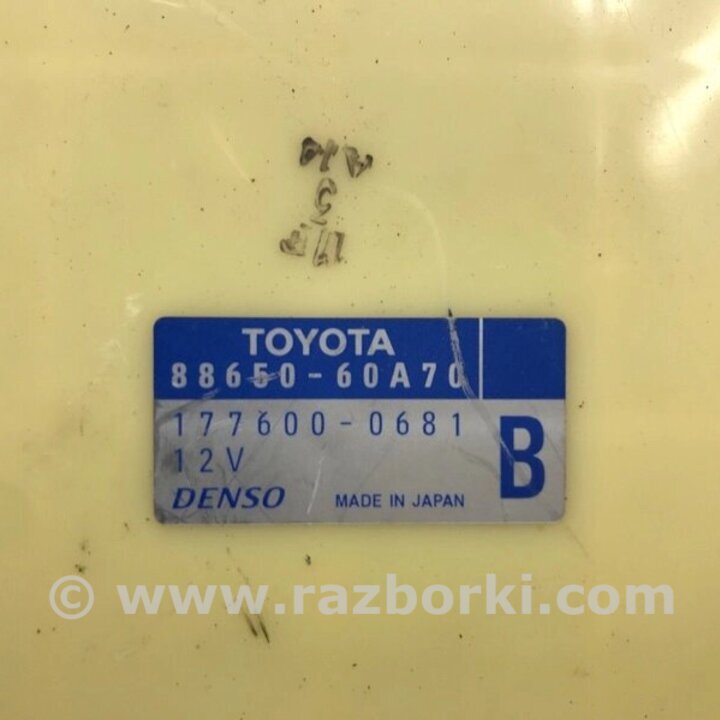 TOYOTA
88650-60A70
177600-0681
12V
B
DENSO MADE IN JAPAN
© www.razborki.com